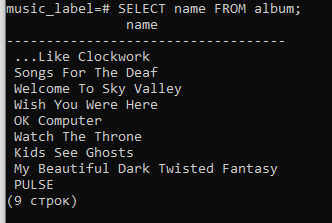 music_label=# SELECT name FROM album;
name
----------------------------------
...Like Clockwork
Songs For The Deaf
Welcome To Sky Valley
Wish You Were Here
OK Computer
Watch The Throne
Kids See Ghosts
My Beautiful Dark Twisted Fantasy
PULSE
(9 строк)